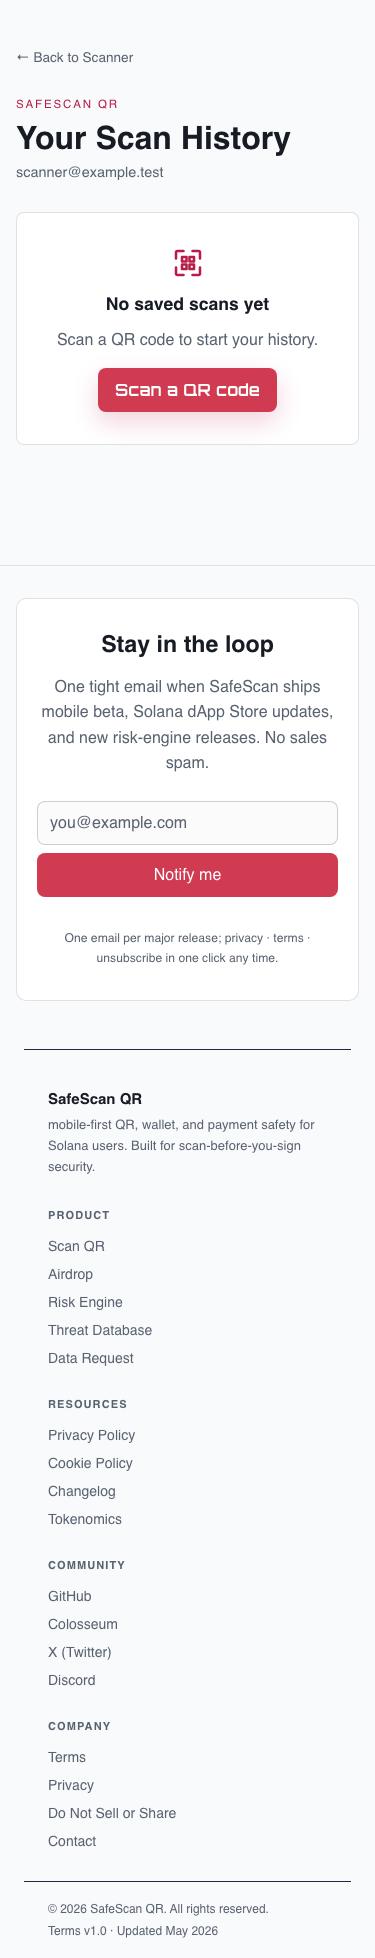 ← Back to Scanner
SAFESCAN QR
Your Scan History
scanner@example.test
No saved scans yet
Scan a QR code to start your history.
Scan a QR code
Stay in the loop
One tight email when SafeScan ships
mobile beta, Solana dApp Store updates,
and new risk-engine releases. No sales
spam.
you@example.com
Notify me
One email per major release; privacy · terms ·
unsubscribe in one click any time.
SafeScan QR
mobile-first QR, wallet, and payment safety for
Solana users. Built for scan-before-you-sign
security.
PRODUCT
Scan QR
Airdrop
Risk Engine
Threat Database
Data Request
RESOURCES
Privacy Policy
Cookie Policy
Changelog
Tokenomics
COMMUNITY
GitHub
Colosseum
X (Twitter)
Discord
COMPANY
Terms
Privacy
Do Not Sell or Share
Contact
© 2026 SafeScan QR. All rights reserved.
Terms v1.0 · Updated May 2026